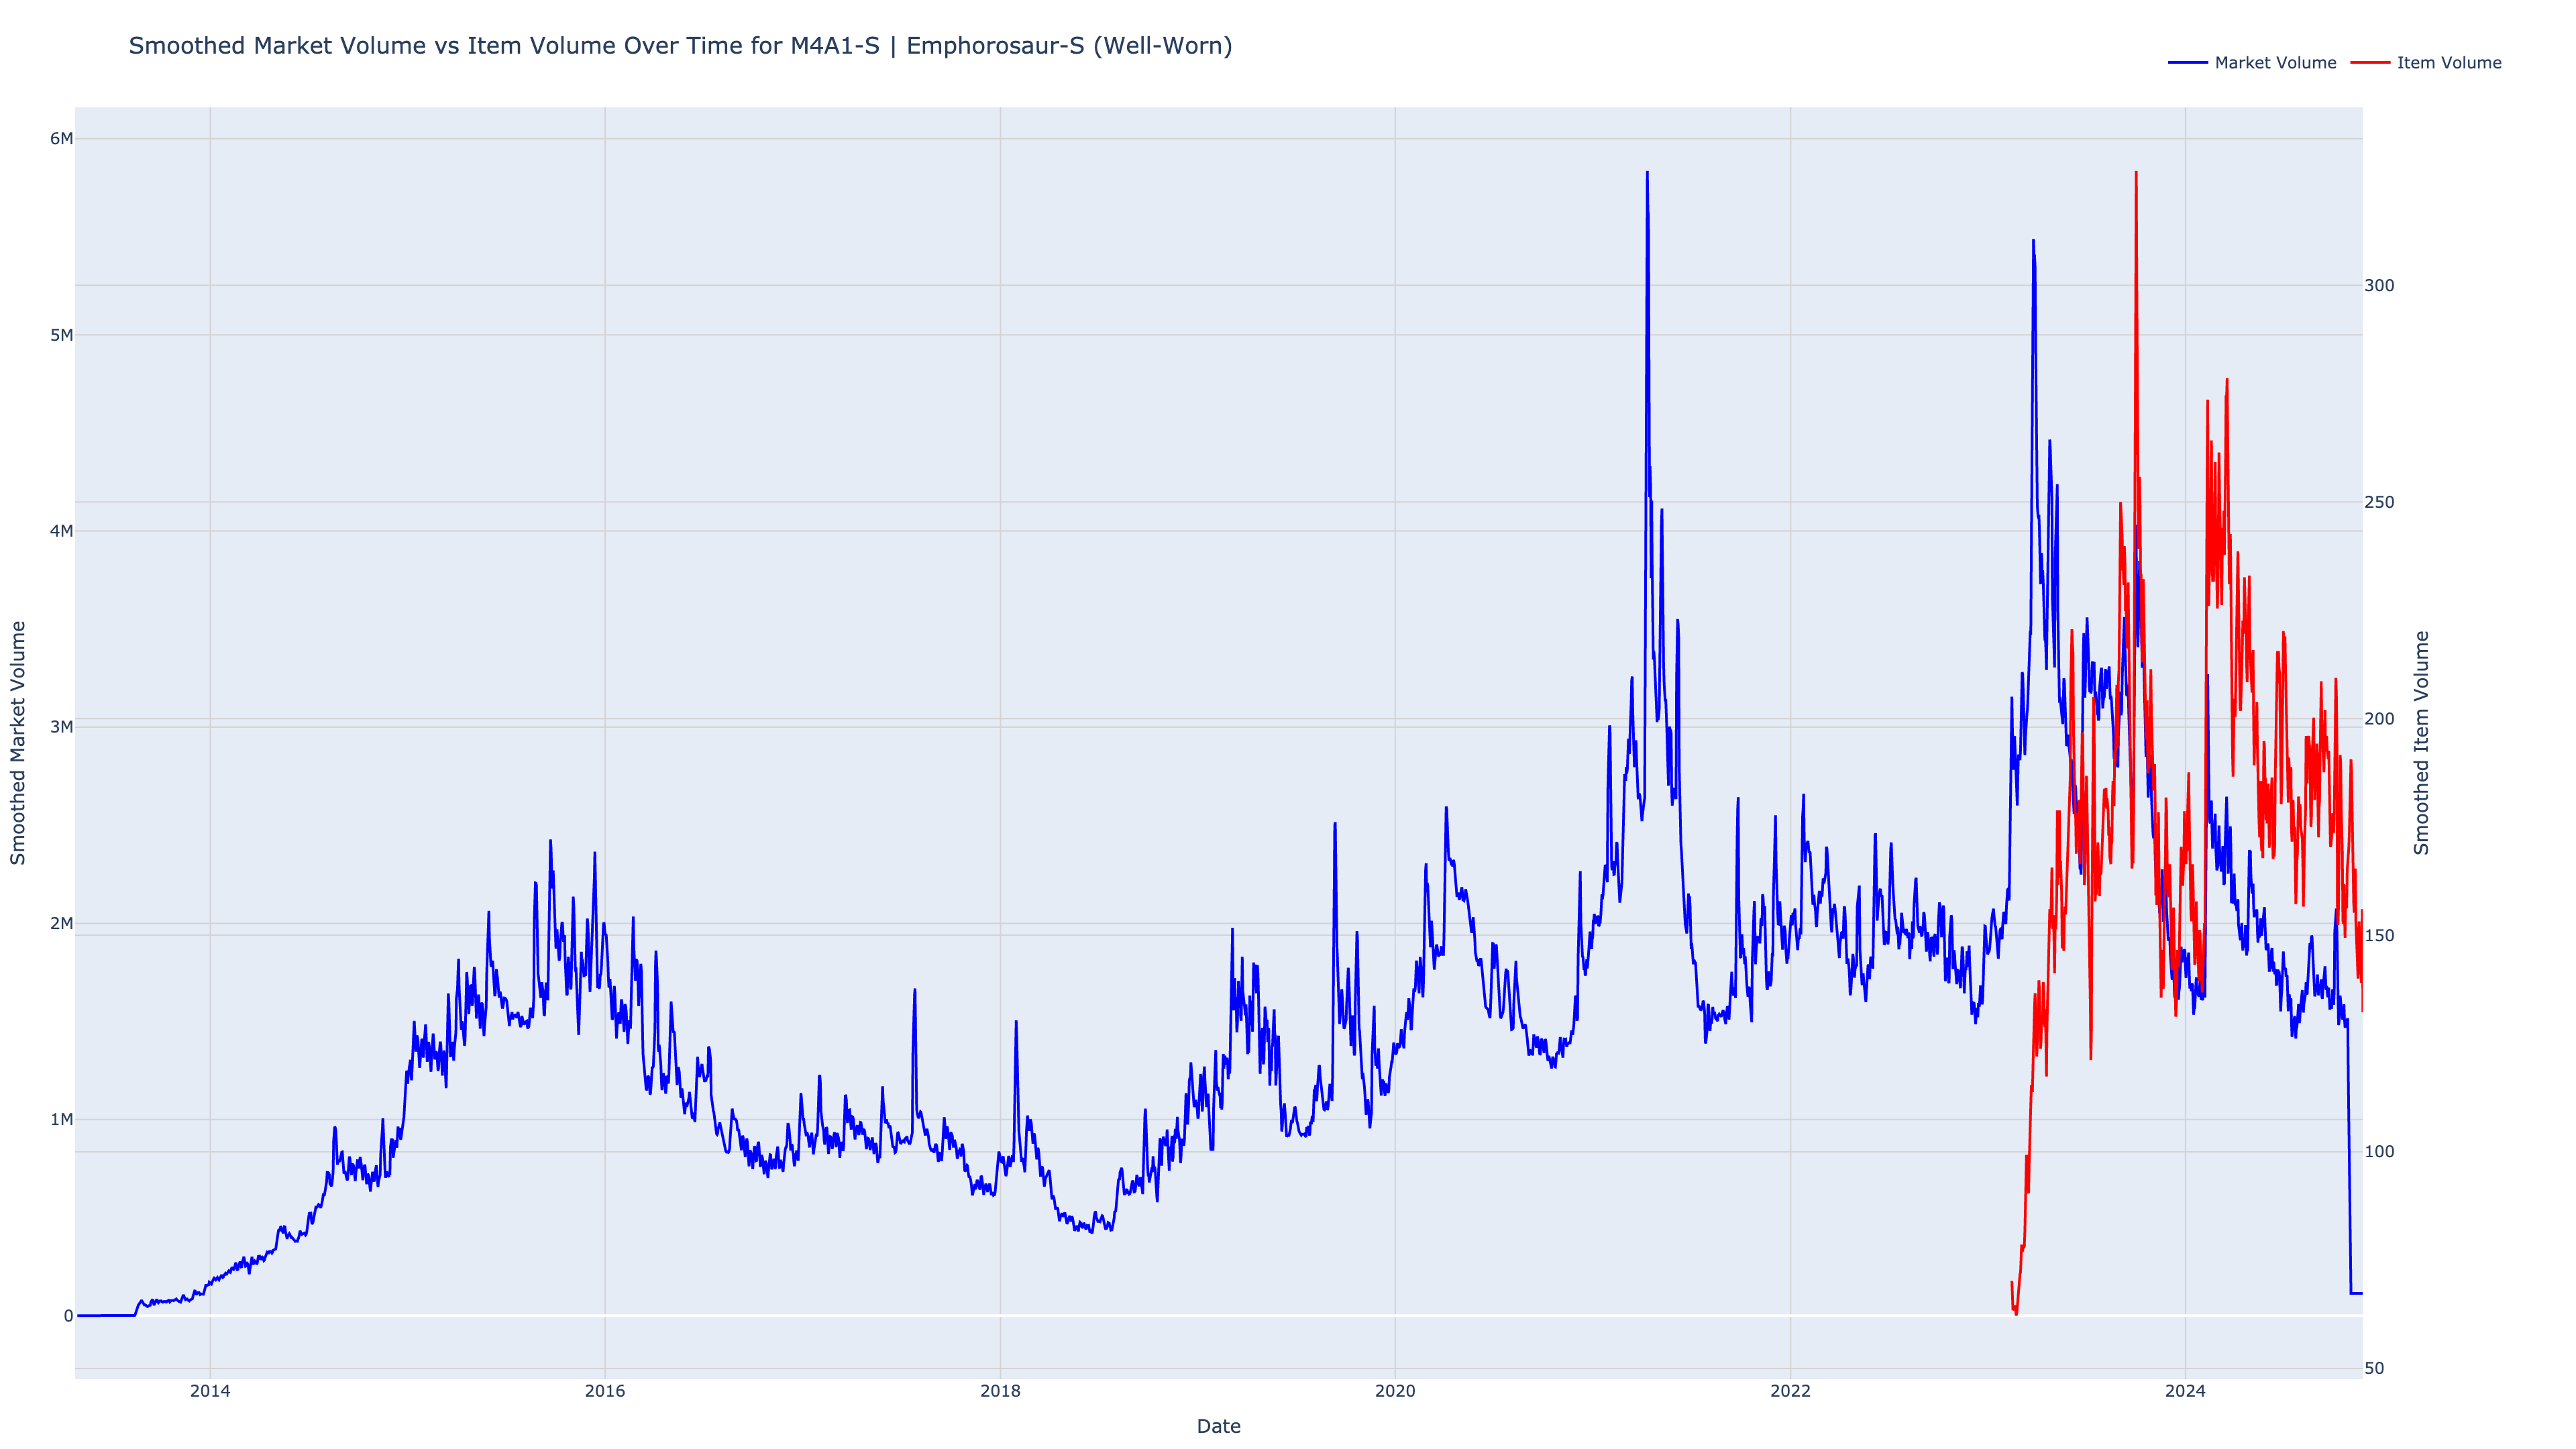 Smoothed Market Volume vs Item Volume Over Time for M4A1-S | Emphorosaur-S (Well-Worn)
Market Volume
Item Volume
6M
5M
4M
3M
2M
1M
0
Smoothed Market Volume
300
250
200
150
100
50
Smoothed Item Volume
2014
2016
2018
2020
2022
2024
Date